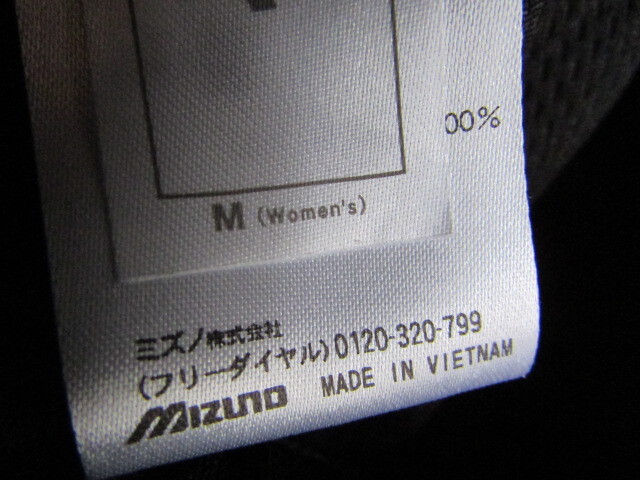 00%
M (Women's)
ミズノ株式会社
(フリーダイヤル)0120-320-799
MIZUNO MADE IN VIETNAM